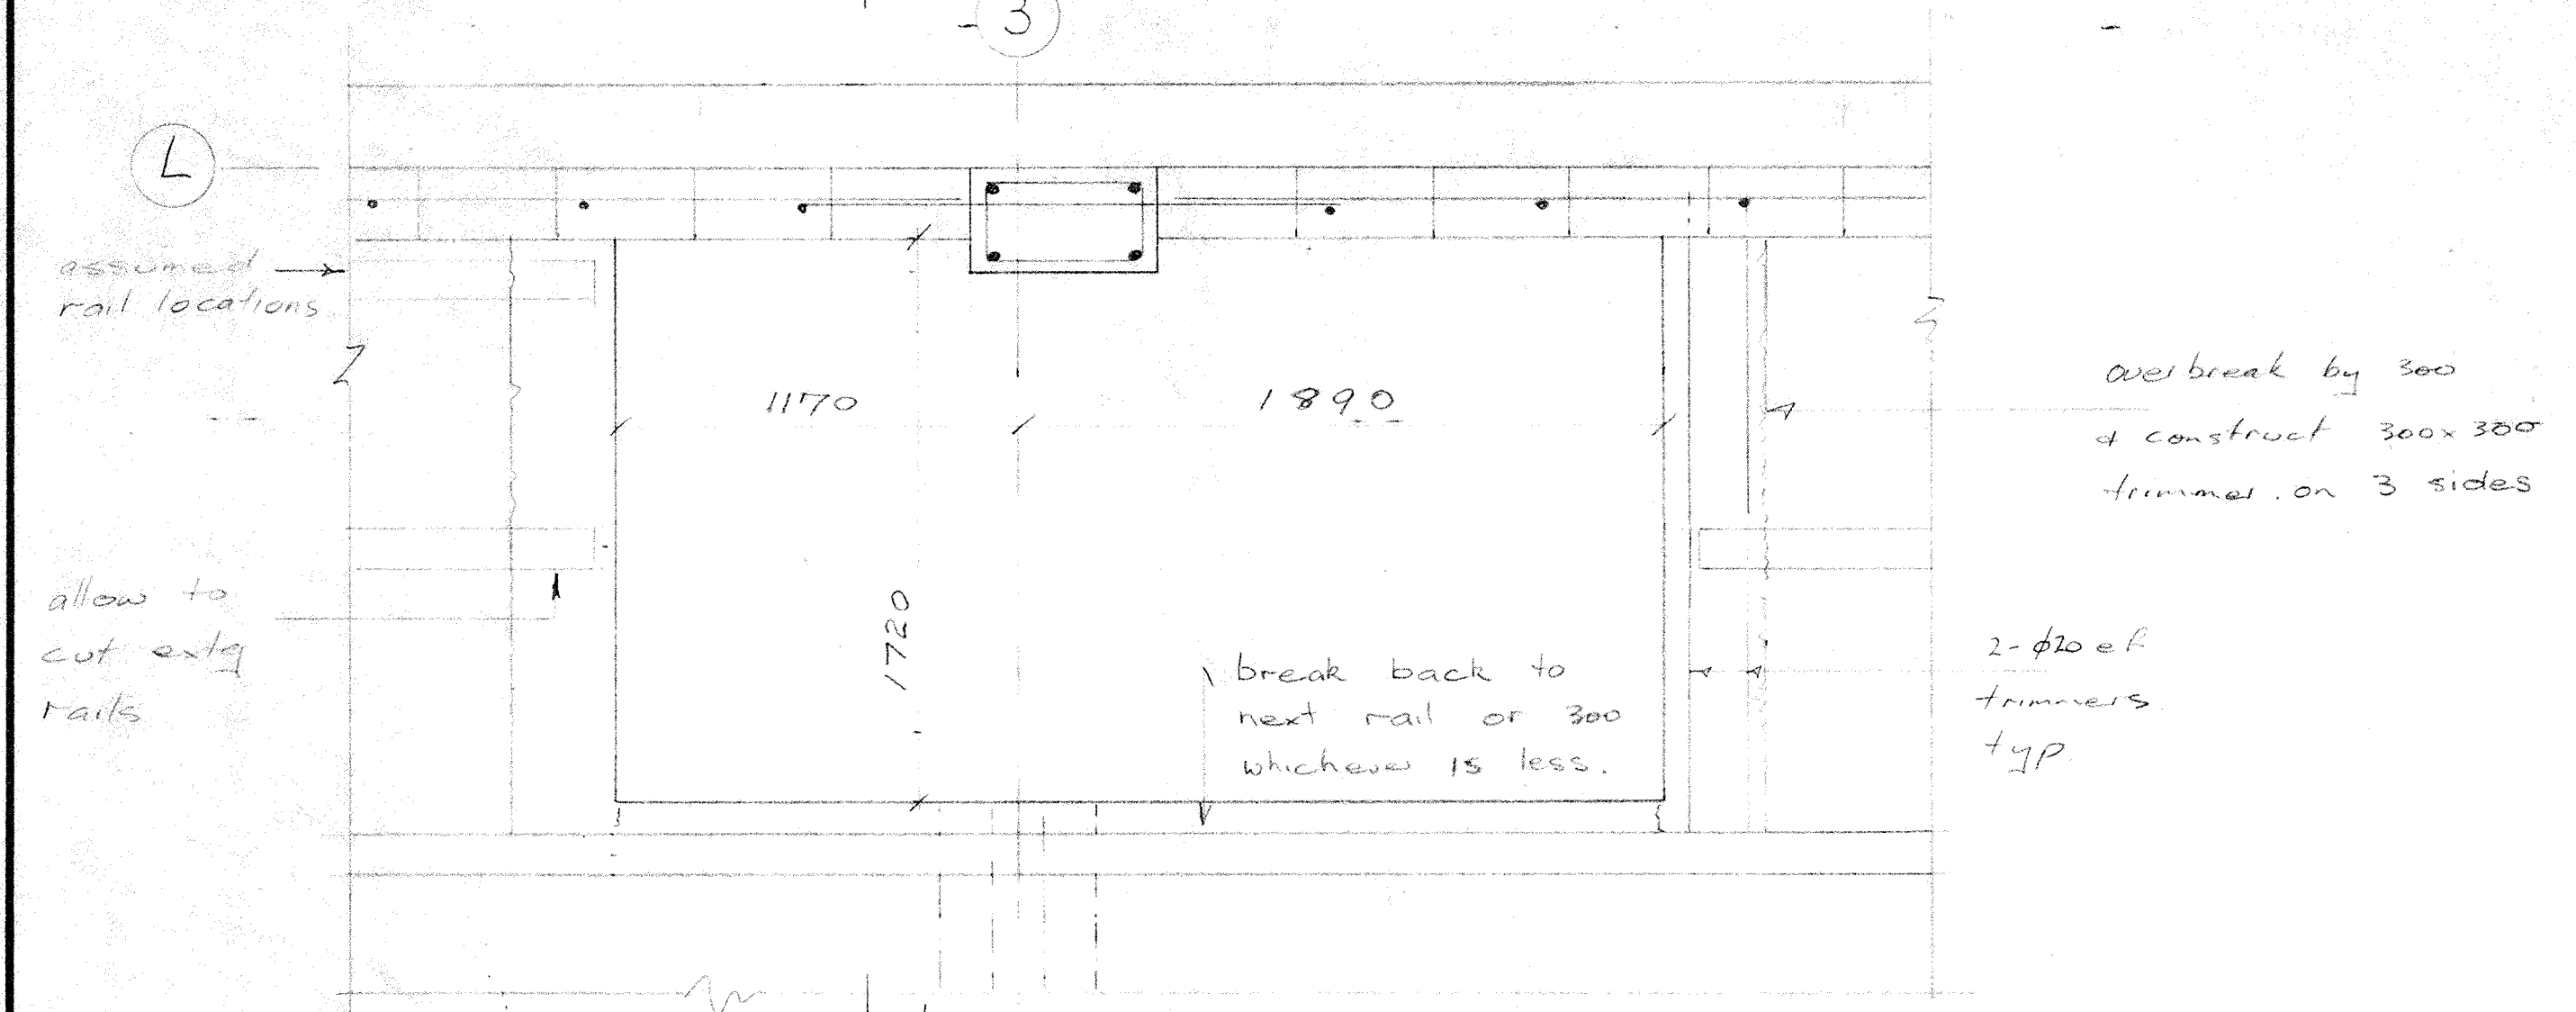 3
L
assumed
rail locations
1170
1890
overbreak by 300
& construct 300x300
trimmer. on 3 sides
allow to
cut extg
rails
1720
break back to
next rail or 300
whichever is less.
2-φ20 ef
trimmers
typ